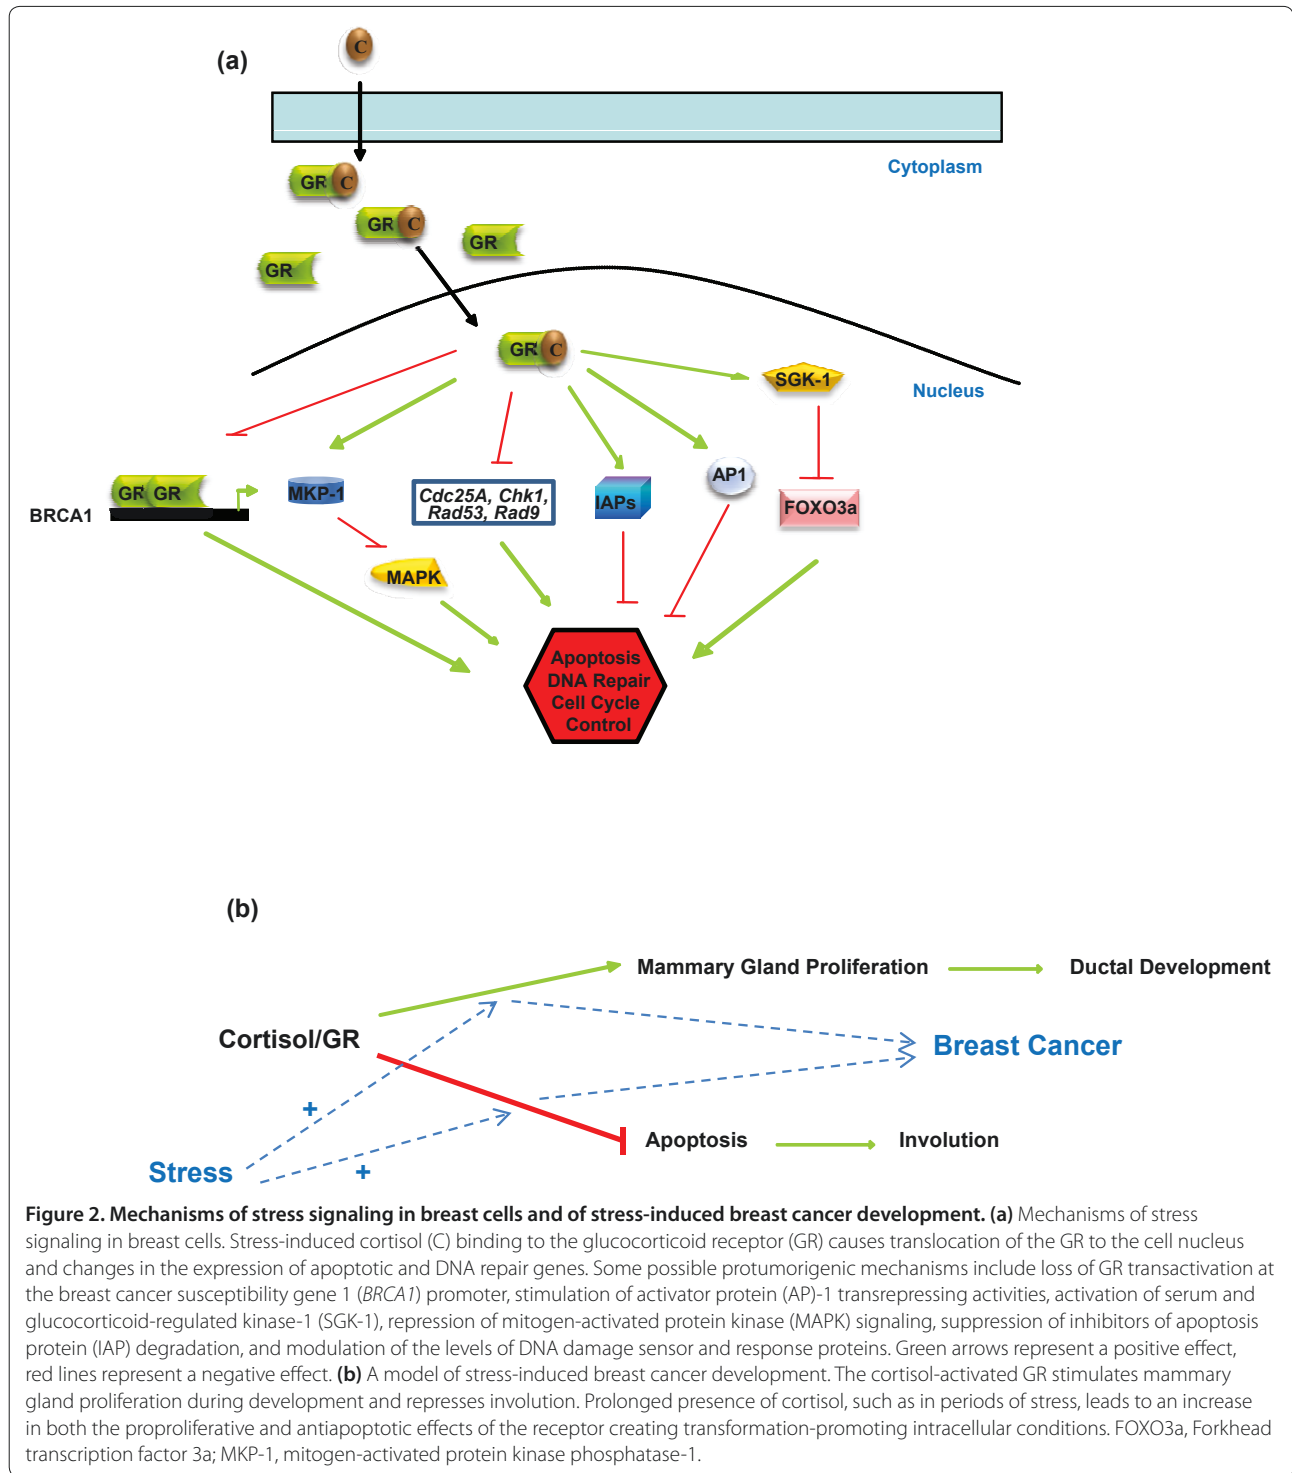 (a)
C
Cytoplasm
GR C
GR C
GR
GR
GR C
SGK-1
Nucleus
GR GR
BRCA1
MKP-1
Cdc25A, Chk1,
Rad53, Rad9
IAPs
AP1
FOXO3a
MAPK
Apoptosis
DNA Repair
Cell Cycle
Control
(b)
Mammary Gland Proliferation
Ductal Development
Cortisol/GR
Breast Cancer
+
Apoptosis
Involution
Stress
+
Figure 2. Mechanisms of stress signaling in breast cells and of stress-induced breast cancer development. (a) Mechanisms of stress
signaling in breast cells. Stress-induced cortisol (C) binding to the glucocorticoid receptor (GR) causes translocation of the GR to the cell nucleus
and changes in the expression of apoptotic and DNA repair genes. Some possible protumorigenic mechanisms include loss of GR transactivation at
the breast cancer susceptibility gene 1 (BRCA1) promoter, stimulation of activator protein (AP)-1 transrepressing activities, activation of serum and
glucocorticoid-regulated kinase-1 (SGK-1), repression of mitogen-activated protein kinase (MAPK) signaling, suppression of inhibitors of apoptosis
protein (IAP) degradation, and modulation of the levels of DNA damage sensor and response proteins. Green arrows represent a positive effect,
red lines represent a negative effect. (b) A model of stress-induced breast cancer development. The cortisol-activated GR stimulates mammary
gland proliferation during development and represses involution. Prolonged presence of cortisol, such as in periods of stress, leads to an increase
in both the proproliferative and antiapoptotic effects of the receptor creating transformation-promoting intracellular conditions. FOXO3a, Forkhead
transcription factor 3a; MKP-1, mitogen-activated protein kinase phosphatase-1.